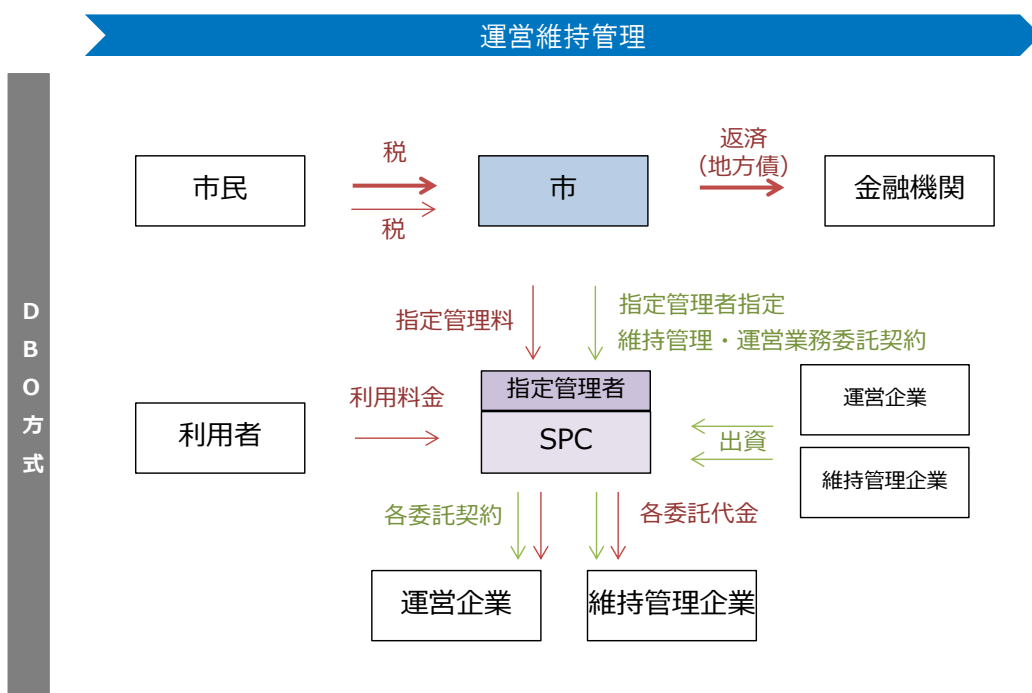 運営維持管理
DBO方式
税
返済
（地方債）
市民
市
金融機関
税
指定管理料
指定管理者指定
維持管理・運営業務委託契約
利用料金
指定管理者
運営企業
利用者
SPC
出資
維持管理企業
各委託契約
各委託代金
運営企業
維持管理企業